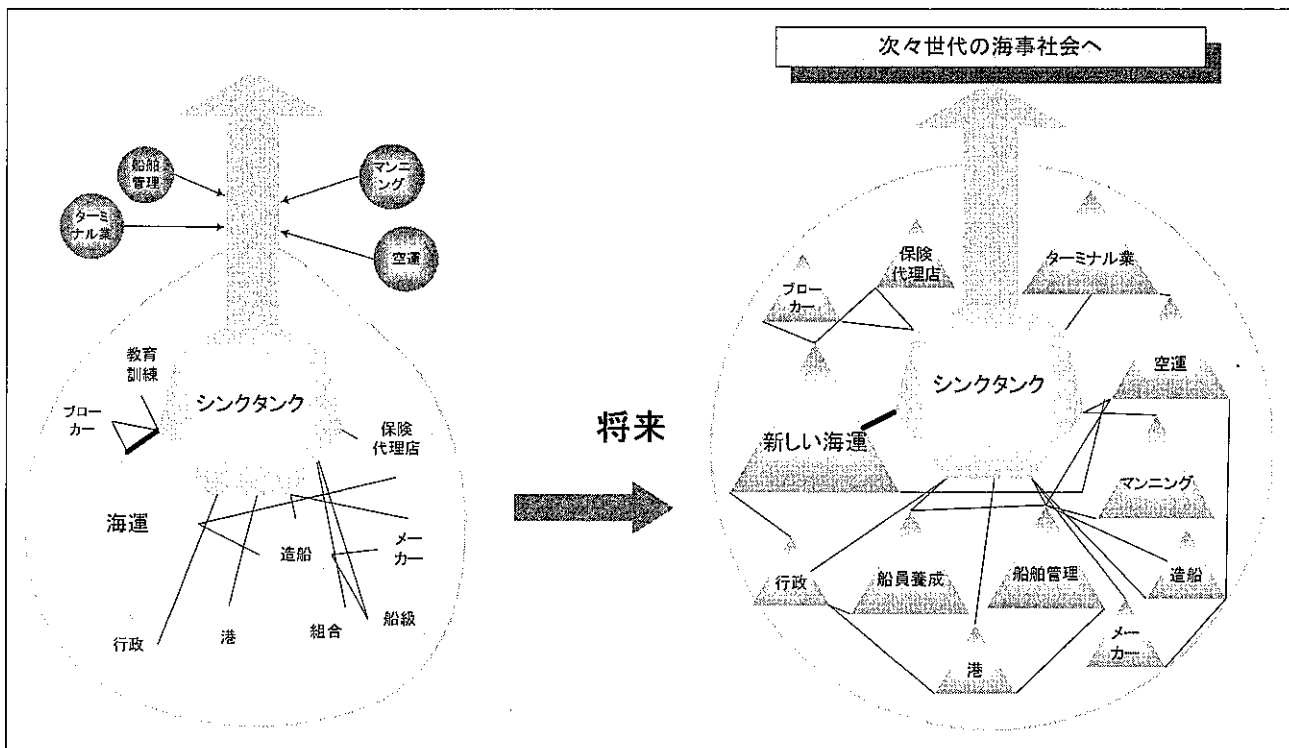 次々世代の海事社会へ
船舶
管理
マンニ
ング
ターミ
ナル業
空運
教育
訓練
シンクタンク
ブロー
カー
保険
代理店
海運
造船
メー
カー
行政
港
組合
船級
将来
保険
代理店
ターミナル業
ブロー
カー
シンクタンク
空運
新しい海運
マンニング
行政
船員養成
船舶管理
造船
メー
カー
港